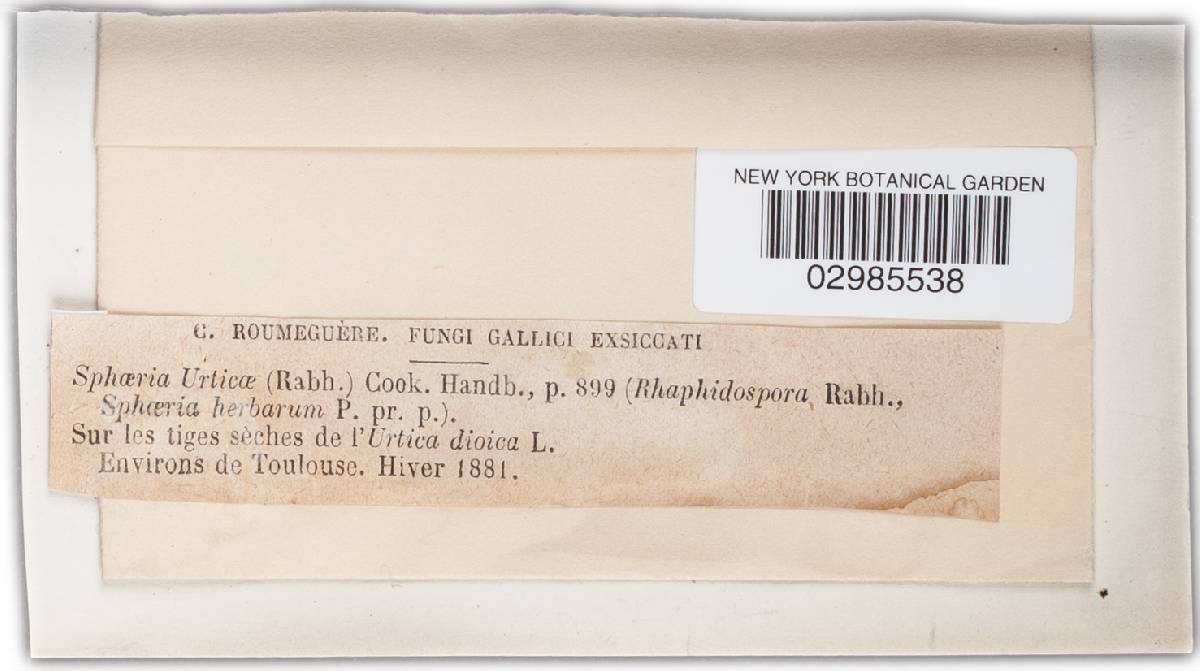 NEW YORK BOTANICAL GARDEN
02985538
C. ROUMEGUÈRE. FUNGI GALLICI EXSICCATI
Sphæria Urticæ (Rabh.) Cook. Handb., p. 899 (Rhaphidospora Rabh.,
Sphæria herbarum P. pr. p.).
Sur les tiges sèches de l'Urtica dioica L.
Environs de Toulouse. Hiver 1881.